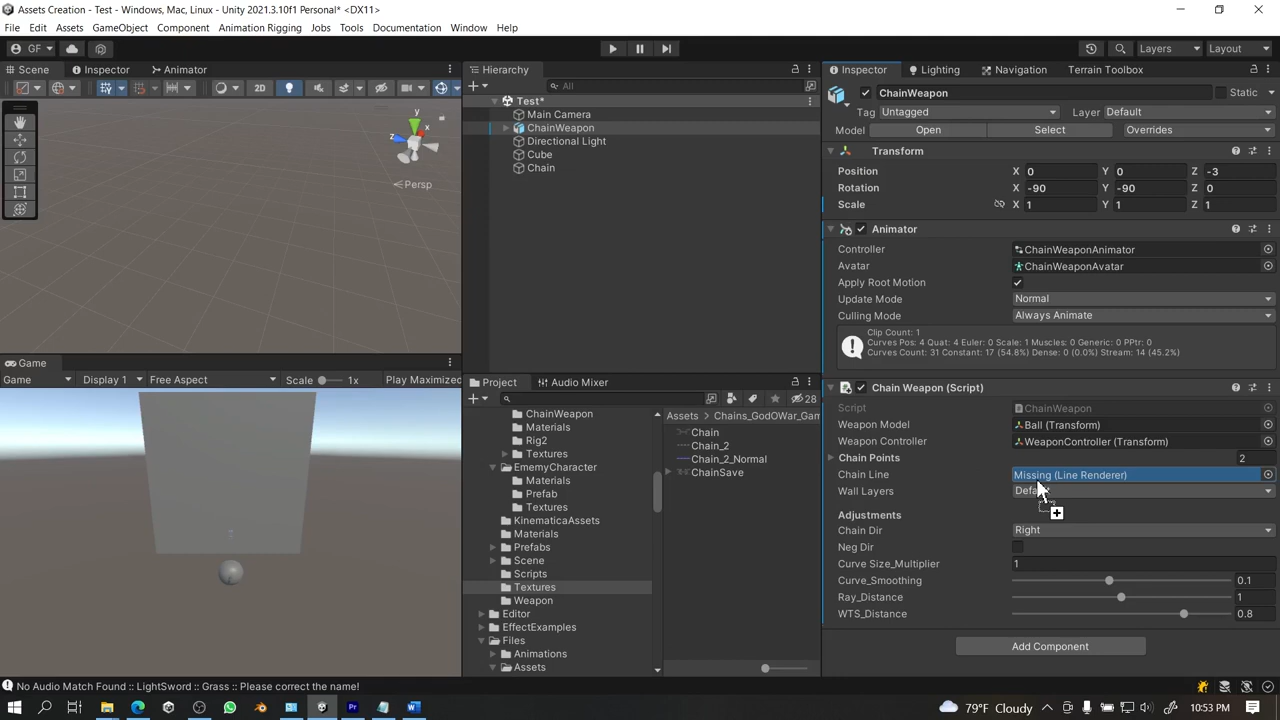 Assets Creation - Test - Windows, Mac, Linux - Unity 2021.3.10f1 Personal* <DX11>
File Edit Assets GameObject Component Animation Rigging Jobs Tools Documentation Window Help
GF Layers Layout
Scene Inspector Animator
2D
y
x
z
Persp
Game
Game Display 1 Free Aspect Scale 1x Play Maximized
Hierarchy
All
Test*
Main Camera
ChainWeapon
Directional Light
Cube
Chain
Project Audio Mixer
28
ChainWeapon
Materials
Rig2
Textures
EmemyCharacter
Materials
Prefab
Textures
KinematicaAssets
Materials
Prefabs
Scene
Scripts
Textures
Weapon
Editor
EffectExamples
Files
Animations
Assets
Assets > Chains_GodOWar_Gam
Chain
Chain_2
Chain_2_Normal
ChainSave
Inspector Lighting Navigation Terrain Toolbox
ChainWeapon Static
Tag Untagged Layer Default
Model Open Select Overrides
Transform
Position X 0 Y 0 Z -3
Rotation X -90 Y -90 Z 0
Scale X 1 Y 1 Z 1
Animator
Controller ChainWeaponAnimator
Avatar ChainWeaponAvatar
Apply Root Motion
Update Mode Normal
Culling Mode Always Animate
Clip Count: 1
Curves Pos: 4 Quat: 4 Euler: 0 Scale: 1 Muscles: 0 Generic: 0 PPtr: 0
Curves Count: 31 Constant: 17 (54.8%) Dense: 0 (0.0%) Stream: 14 (45.2%)
Chain Weapon (Script)
Script ChainWeapon
Weapon Model Ball (Transform)
Weapon Controller WeaponController (Transform)
Chain Points 2
Chain Line Missing (Line Renderer)
Wall Layers
Adjustments
Chain Dir Right
Neg Dir
Curve Size_Multiplier 1
Curve_Smoothing 0.1
Ray_Distance 1
WTS_Distance 0.8
Add Component
No Audio Match Found :: LightSword :: Grass :: Please correct the name!
79°F Cloudy 10:53 PM